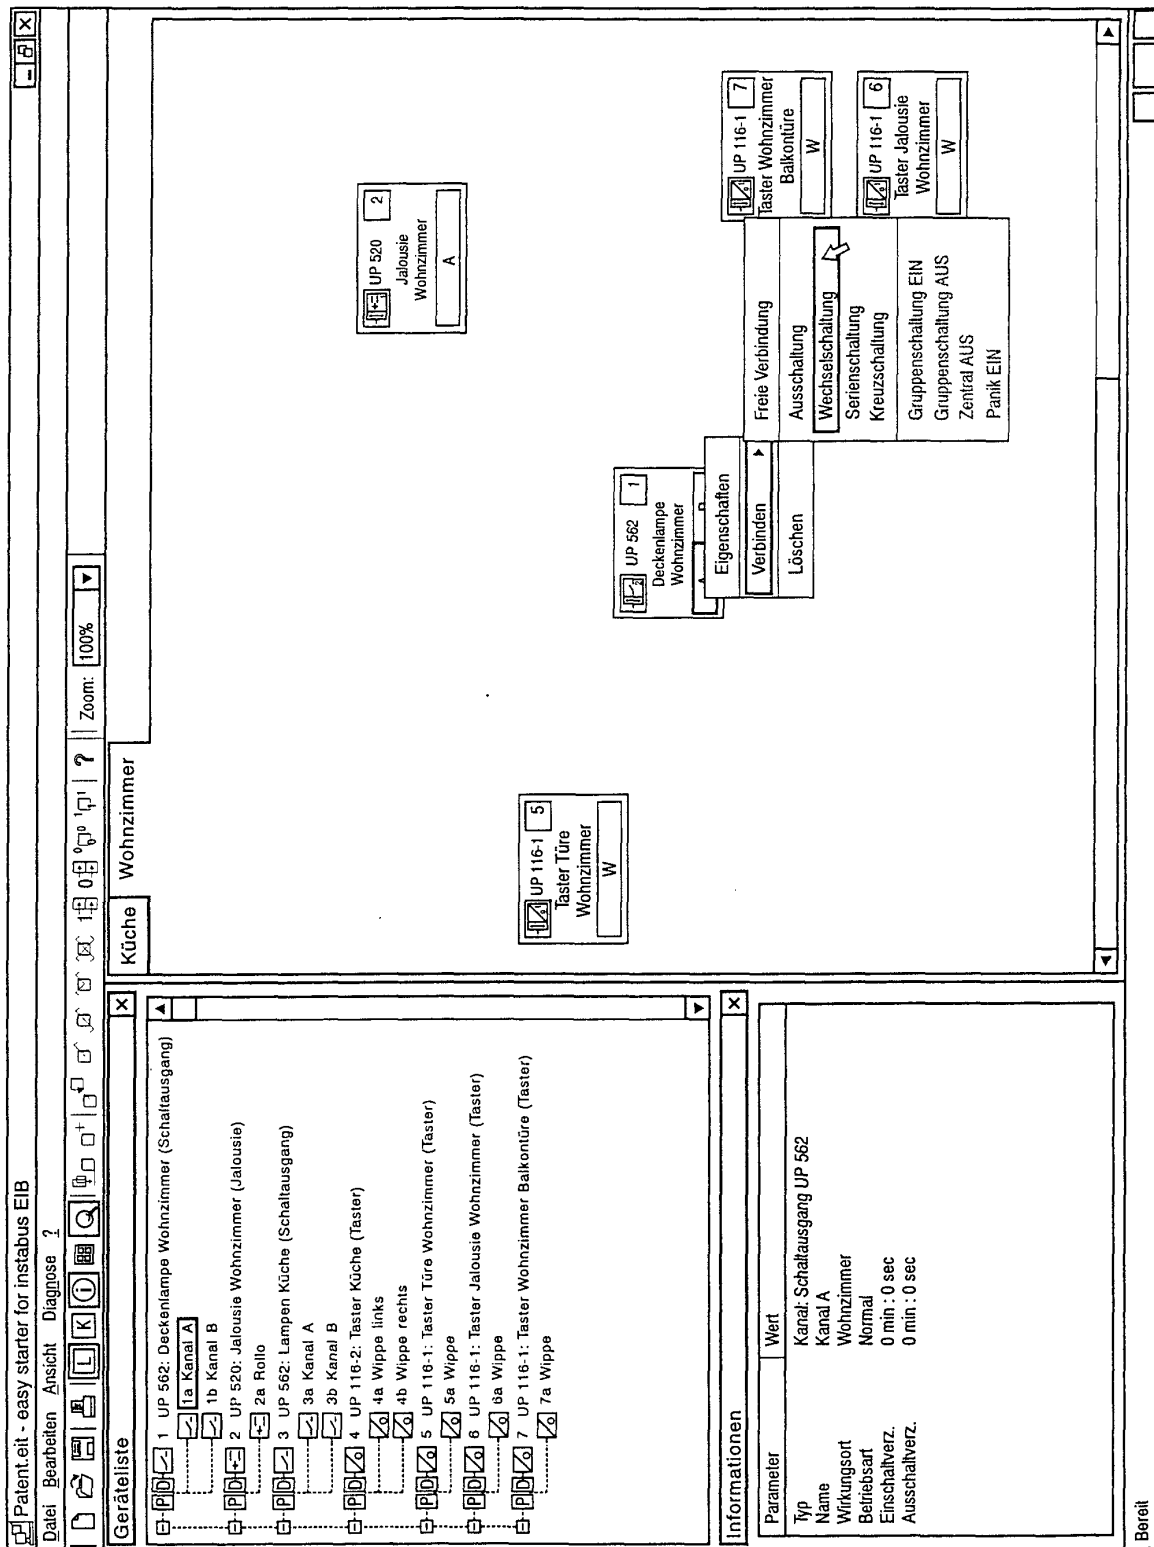 Patent.eit - easy starter for instabus EIB
Datei Bearbeiten Ansicht Diagnose ?
L K i Zoom: 100%
Geräteliste
P D 1 UP 562: Deckenlampe Wohnzimmer (Schaltausgang)
1a Kanal A
1b Kanal B
P D 2 UP 520: Jalousie Wohnzimmer (Jalousie)
2a Rollo
P D 3 UP 562: Lampen Küche (Schaltausgang)
3a Kanal A
3b Kanal B
P D 4 UP 116-2: Taster Küche (Taster)
4a Wippe links
4b Wippe rechts
P D 5 UP 116-1: Taster Türe Wohnzimmer (Taster)
5a Wippe
P D 6 UP 116-1: Taster Jalousie Wohnzimmer (Taster)
6a Wippe
P D 7 UP 116-1: Taster Wohnzimmer Balkontüre (Taster)
7a Wippe
Informationen
Parameter Wert
Typ Kanal: Schaltausgang UP 562
Name Kanal A
Wirkungsort Wohnzimmer
Betriebsart Normal
Einschaltverz. 0 min : 0 sec
Ausschaltverz. 0 min : 0 sec
Küche Wohnzimmer
UP 520 2
Jalousie
Wohnzimmer
A
UP 116-1 5
Taster Türe
Wohnzimmer
W
UP 562 1
Deckenlampe
Wohnzimmer
Eigenschaften
Verbinden
Löschen
Freie Verbindung
Ausschaltung
Wechselschaltung
Serienschaltung
Kreuzschaltung
Gruppenschaltung EIN
Gruppenschaltung AUS
Zentral AUS
Panik EIN
UP 116-1 7
Taster Wohnzimmer
Balkontüre
W
UP 116-1 6
Taster Jalousie
Wohnzimmer
W
Bereit